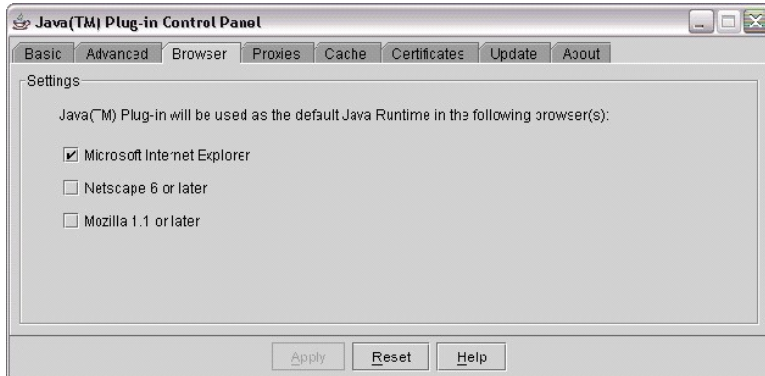 Java(TM) Plug-in Control Panel
Basic Advanced Browser Proxies Cache Certificates Update About
Settings
Java(TM) Plug-in will be used as the default Java Runtime in the following browser(s):
Microsoft Internet Explorer
Netscape 6 or later
Mozilla 1.1 or later
Apply Reset Help